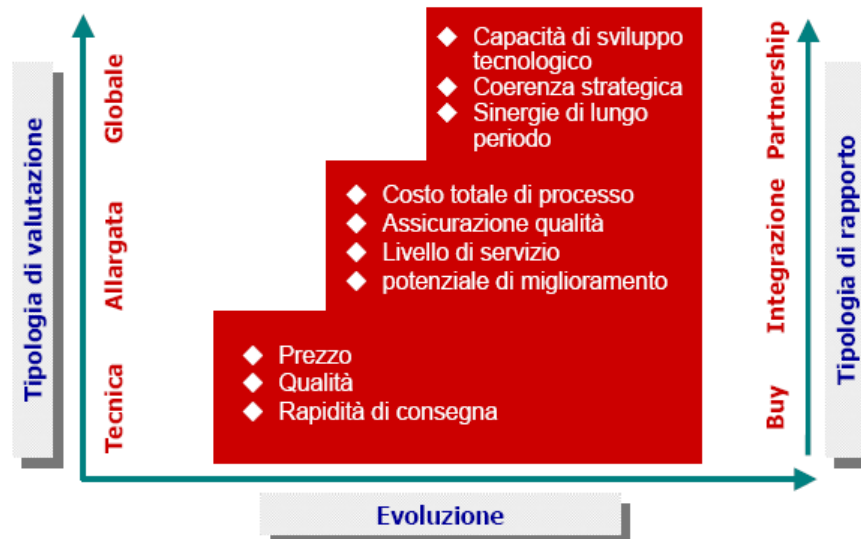 Tipologia di valutazione
Globale
Allargata
Tecnica
◆ Capacità di sviluppo
tecnologico
◆ Coerenza strategica
◆ Sinergie di lungo
periodo
◆ Costo totale di processo
◆ Assicurazione qualità
◆ Livello di servizio
◆ potenziale di miglioramento
◆ Prezzo
◆ Qualità
◆ Rapidità di consegna
Partnership
Integrazione
Buy
Tipologia di rapporto
Evoluzione